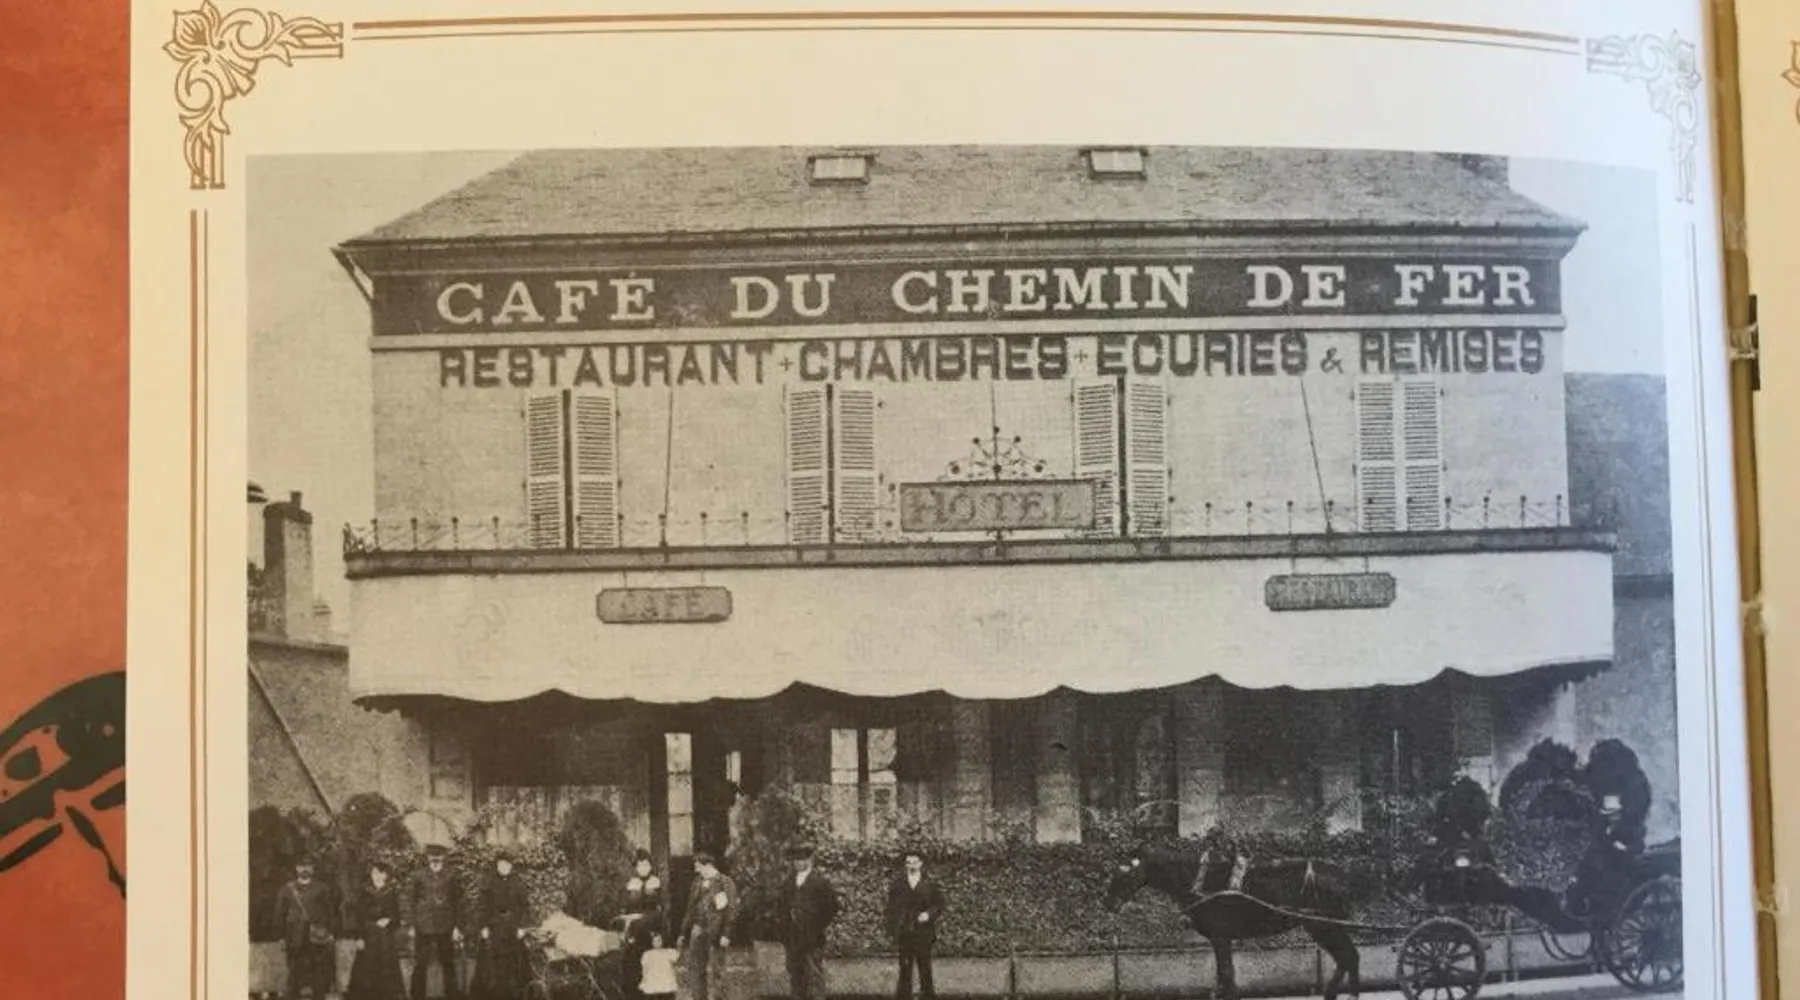 CAFÉ DU CHEMIN DE FER
RESTAURANT + CHAMBRES + ECURIES & REMISES
HÔTEL
CAFÉ
RESTAURANT